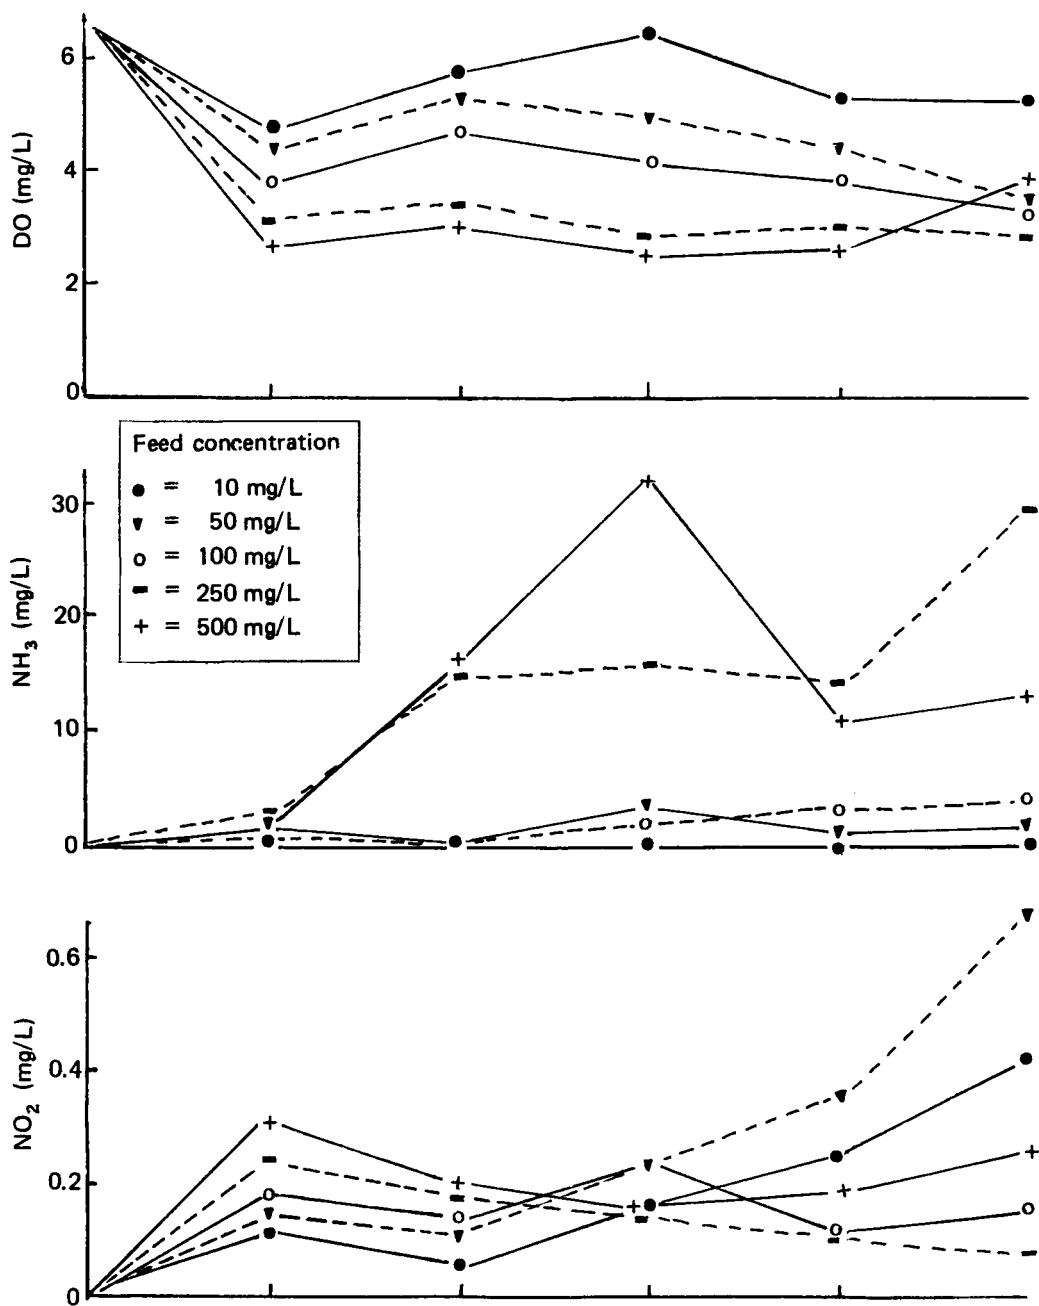 6
4
2
0
DO (mg/L)
Feed concentration
● = 10 mg/L
▼ = 50 mg/L
o = 100 mg/L
– = 250 mg/L
+ = 500 mg/L
30
20
10
0
NH₃ (mg/L)
0.6
0.4
0.2
0
NO₂ (mg/L)